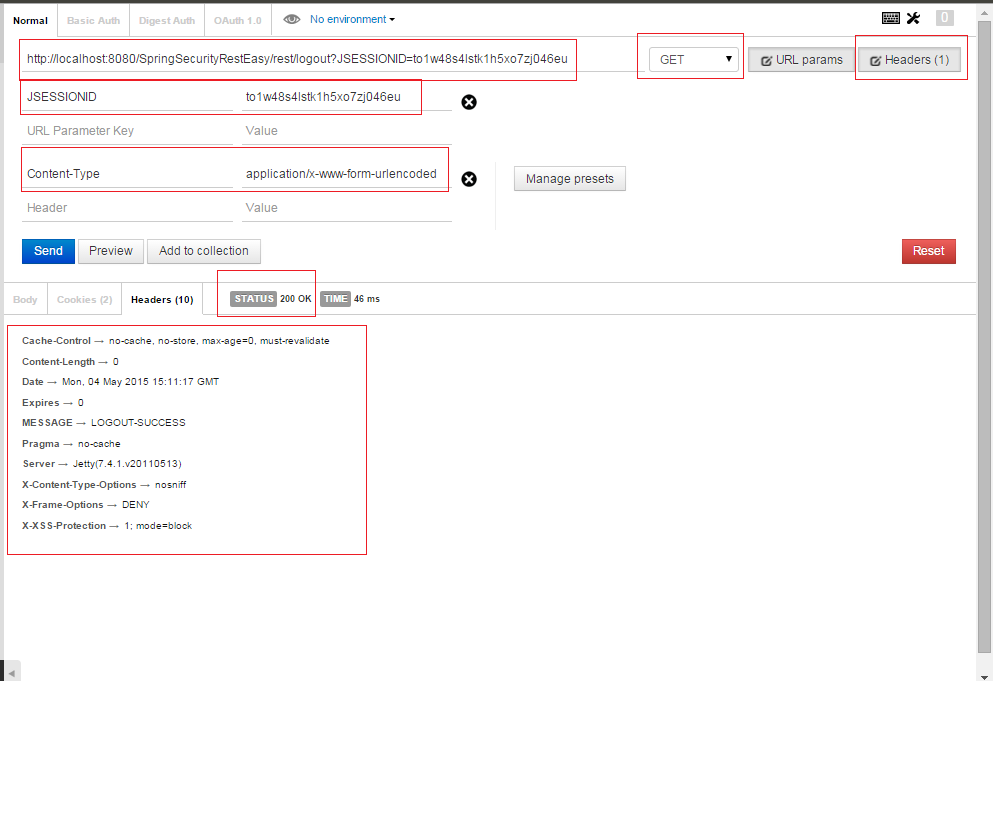 Normal Basic Auth Digest Auth OAuth 1.0 No environment 0
http://localhost:8080/SpringSecurityRestEasy/rest/logout?JSESSIONID=to1w48s4lstk1h5xo7zj046eu GET URL params Headers (1)
JSESSIONID to1w48s4lstk1h5xo7zj046eu
URL Parameter Key Value
Content-Type application/x-www-form-urlencoded Manage presets
Header Value
Send Preview Add to collection Reset
Body Cookies (2) Headers (10) STATUS 200 OK TIME 46 ms
Cache-Control → no-cache, no-store, max-age=0, must-revalidate
Content-Length → 0
Date → Mon, 04 May 2015 15:11:17 GMT
Expires → 0
MESSAGE → LOGOUT-SUCCESS
Pragma → no-cache
Server → Jetty(7.4.1.v20110513)
X-Content-Type-Options → nosniff
X-Frame-Options → DENY
X-XSS-Protection → 1; mode=block